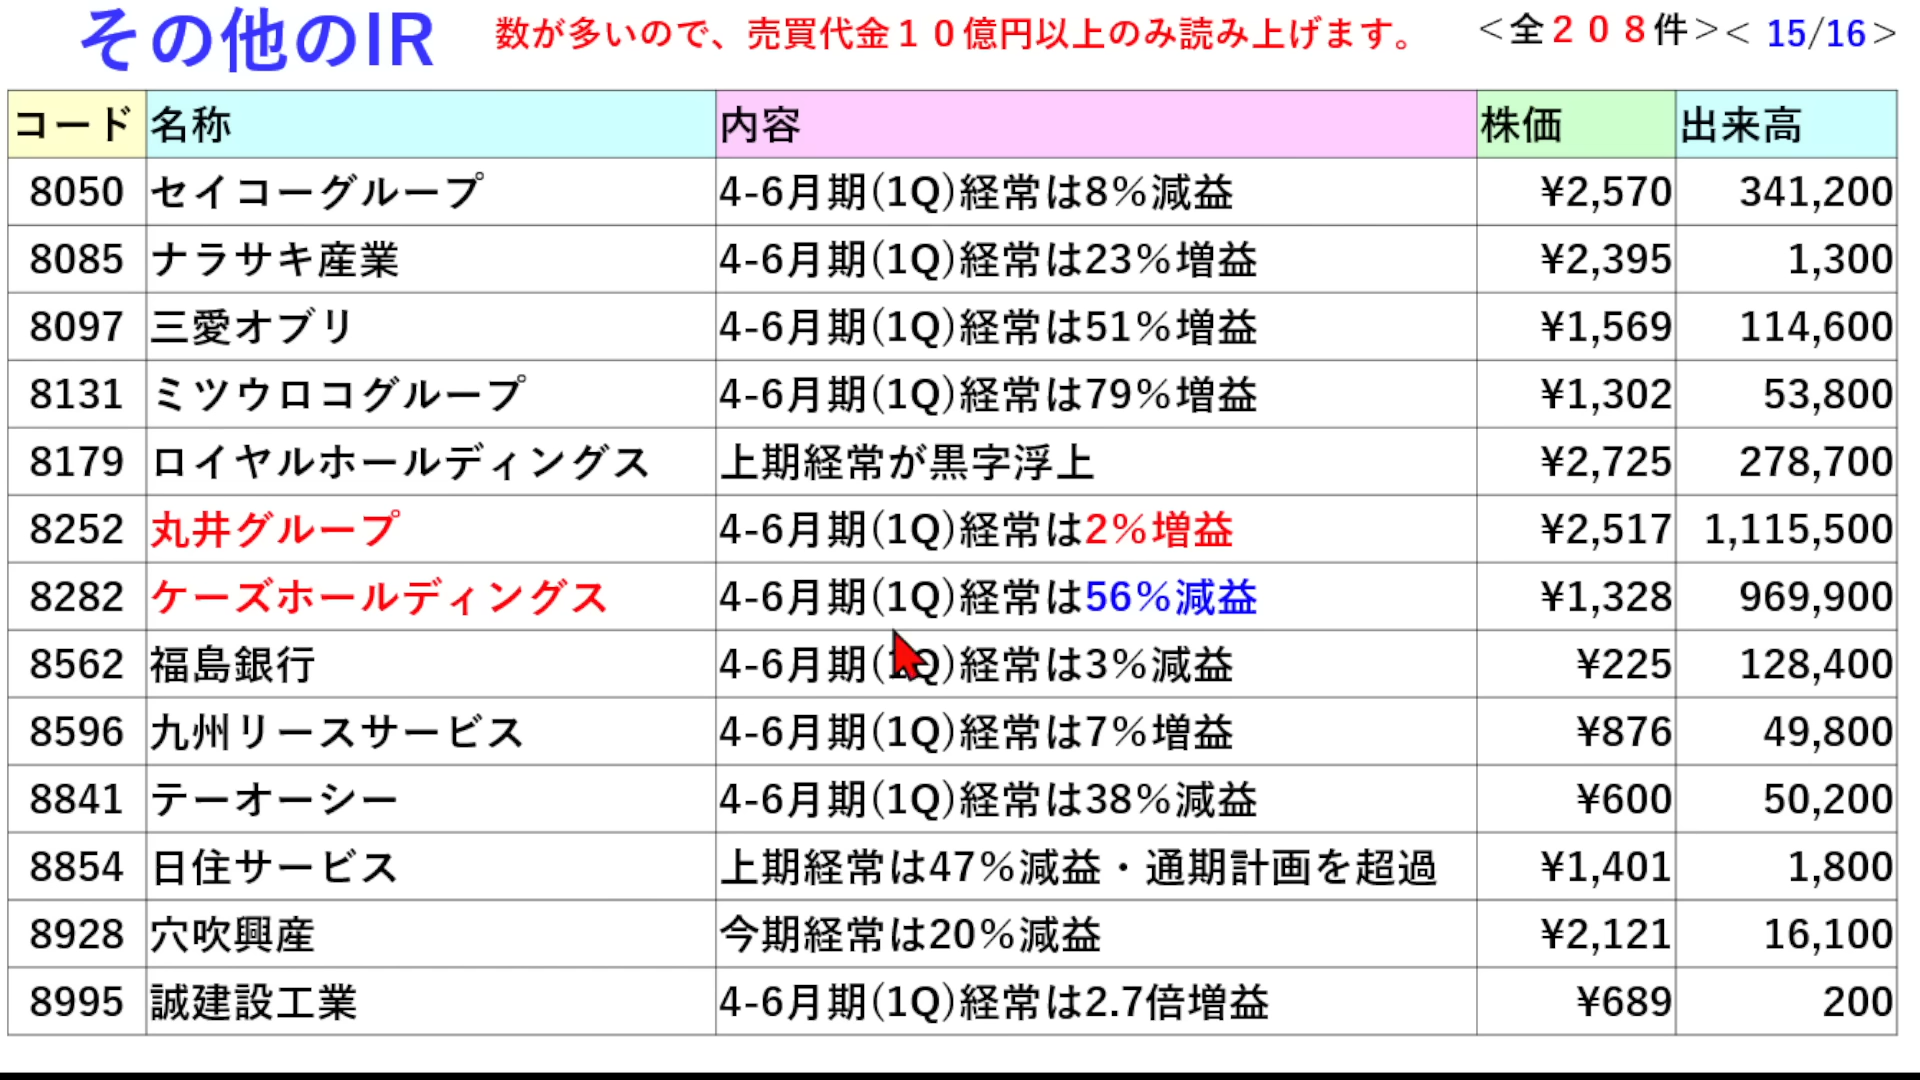 その他のIR 数が多いので、売買代金１０億円以上のみ読み上げます。 ＜全２０８件＞＜ 15/16＞
コード 名称 内容 株価 出来高
8050 セイコーグループ 4-6月期(1Q)経常は8％減益 ¥2,570 341,200
8085 ナラサキ産業 4-6月期(1Q)経常は23％増益 ¥2,395 1,300
8097 三愛オブリ 4-6月期(1Q)経常は51％増益 ¥1,569 114,600
8131 ミツウロコグループ 4-6月期(1Q)経常は79％増益 ¥1,302 53,800
8179 ロイヤルホールディングス 上期経常が黒字浮上 ¥2,725 278,700
8252 丸井グループ 4-6月期(1Q)経常は2％増益 ¥2,517 1,115,500
8282 ケーズホールディングス 4-6月期(1Q)経常は56％減益 ¥1,328 969,900
8562 福島銀行 4-6月期(1Q)経常は3％減益 ¥225 128,400
8596 九州リースサービス 4-6月期(1Q)経常は7％増益 ¥876 49,800
8841 テーオーシー 4-6月期(1Q)経常は38％減益 ¥600 50,200
8854 日住サービス 上期経常は47％減益・通期計画を超過 ¥1,401 1,800
8928 穴吹興産 今期経常は20％減益 ¥2,121 16,100
8995 誠建設工業 4-6月期(1Q)経常は2.7倍増益 ¥689 200